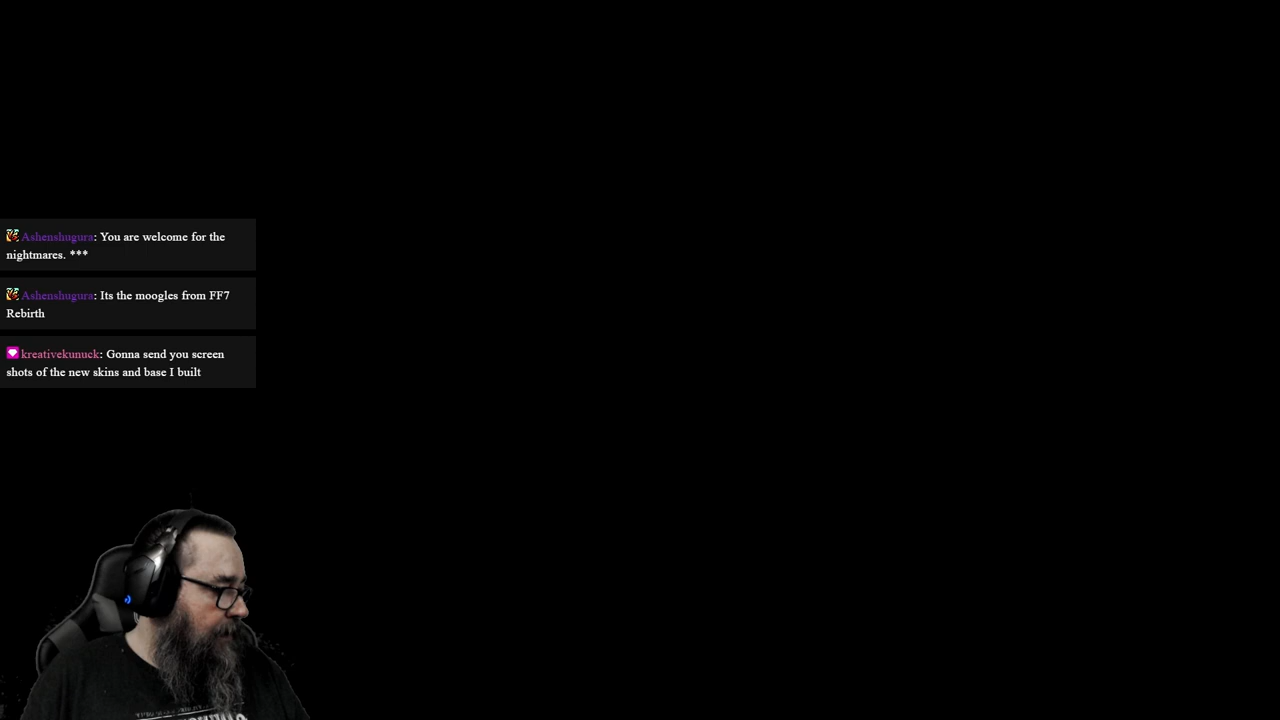 Ashenshugura: You are welcome for the
nightmares. ***
Ashenshugura: Its the moogles from FF7
Rebirth
kreativekunuck: Gonna send you screen
shots of the new skins and base I built